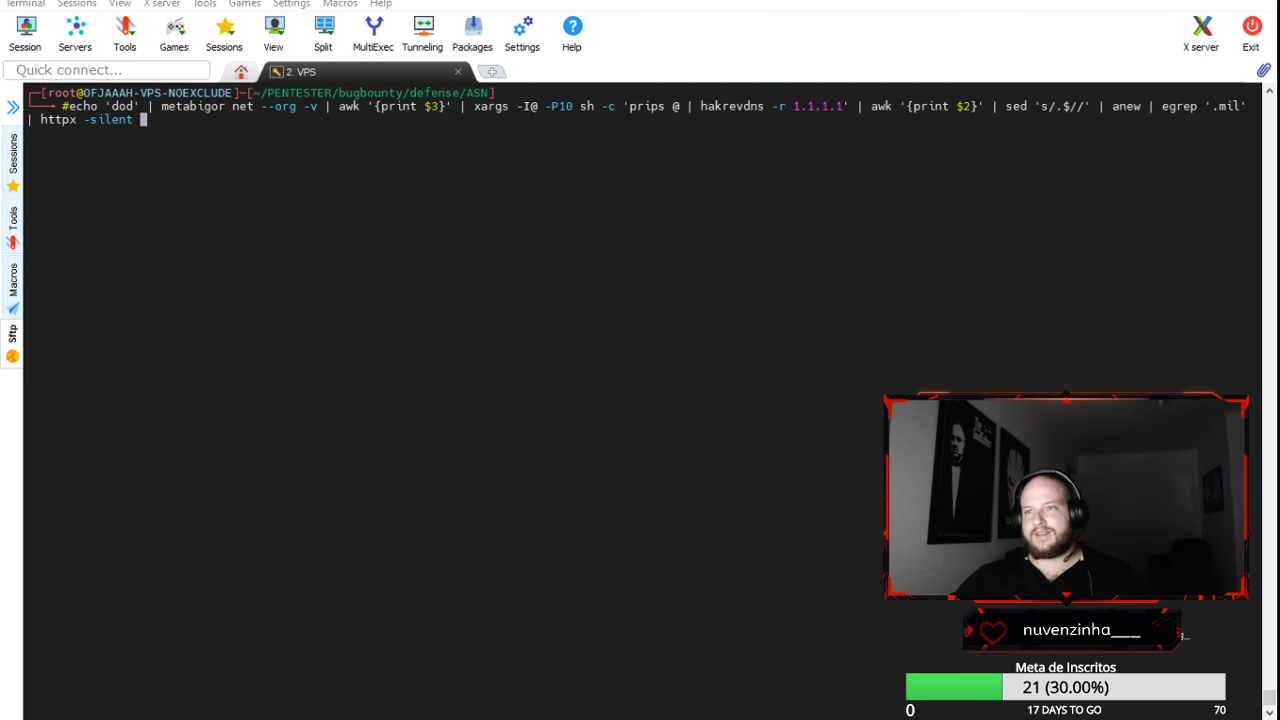 Terminal Sessions View X server Tools Games Settings Macros Help
Session Servers Tools Games Sessions View Split MultiExec Tunneling Packages Settings Help X server Exit
Quick connect...
2. VPS
Sessions
Tools
Macros
Sftp
┌─[root@OFJAAAH-VPS-NOEXCLUDE]─[~/PENTESTER/bugbounty/defense/ASN]
└──╼ #echo 'dod' | metabigor net --org -v | awk '{print $3}' | xargs -I@ -P10 sh -c 'prips @ | hakrevdns -r 1.1.1.1' | awk '{print $2}' | sed 's/.$//' | anew | egrep '.mil'
| httpx -silent
nuvenzinha___
Meta de Inscritos
21 (30.00%)
0 17 DAYS TO GO 70